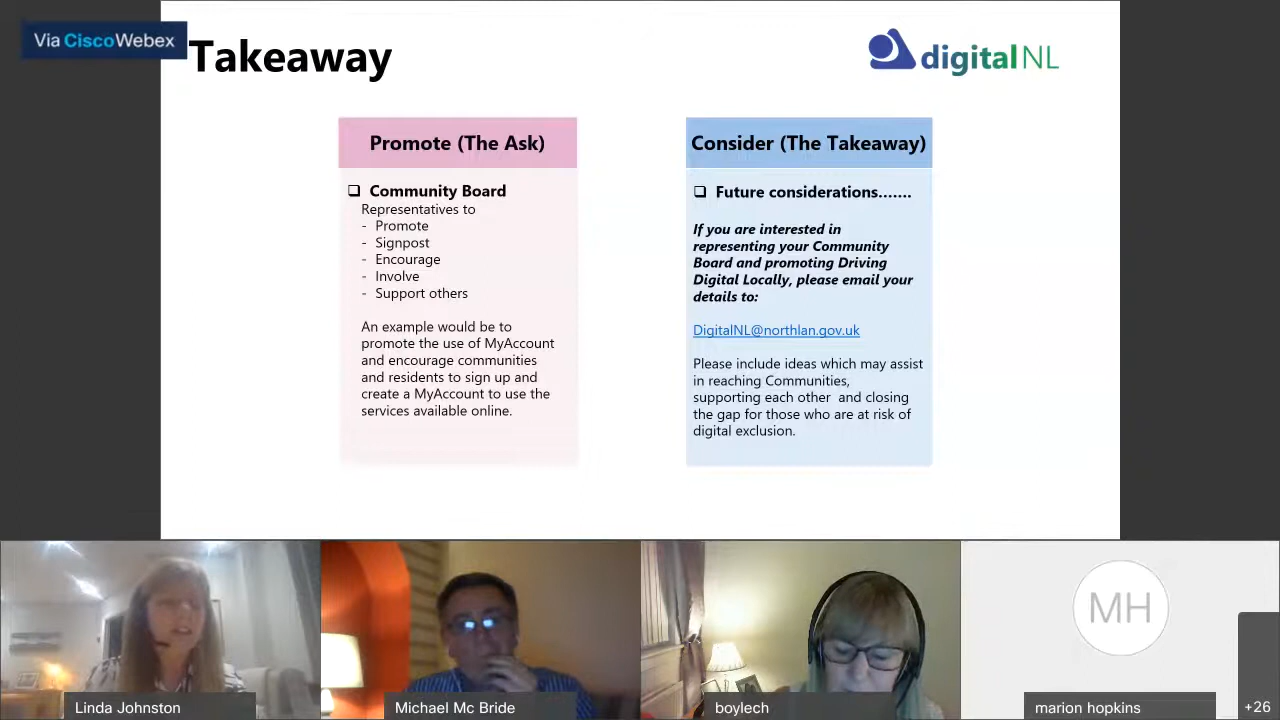 Via CiscoWebex
Takeaway
digitalNL
Promote (The Ask)
❑ Community Board
Representatives to
- Promote
- Signpost
- Encourage
- Involve
- Support others
An example would be to
promote the use of MyAccount
and encourage communities
and residents to sign up and
create a MyAccount to use the
services available online.
Consider (The Takeaway)
❑ Future considerations.......
If you are interested in
representing your Community
Board and promoting Driving
Digital Locally, please email your
details to:
DigitalNL@northlan.gov.uk
Please include ideas which may assist
in reaching Communities,
supporting each other  and closing
the gap for those who are at risk of
digital exclusion.
Linda Johnston
Michael Mc Bride
boylech
MH
marion hopkins
+26